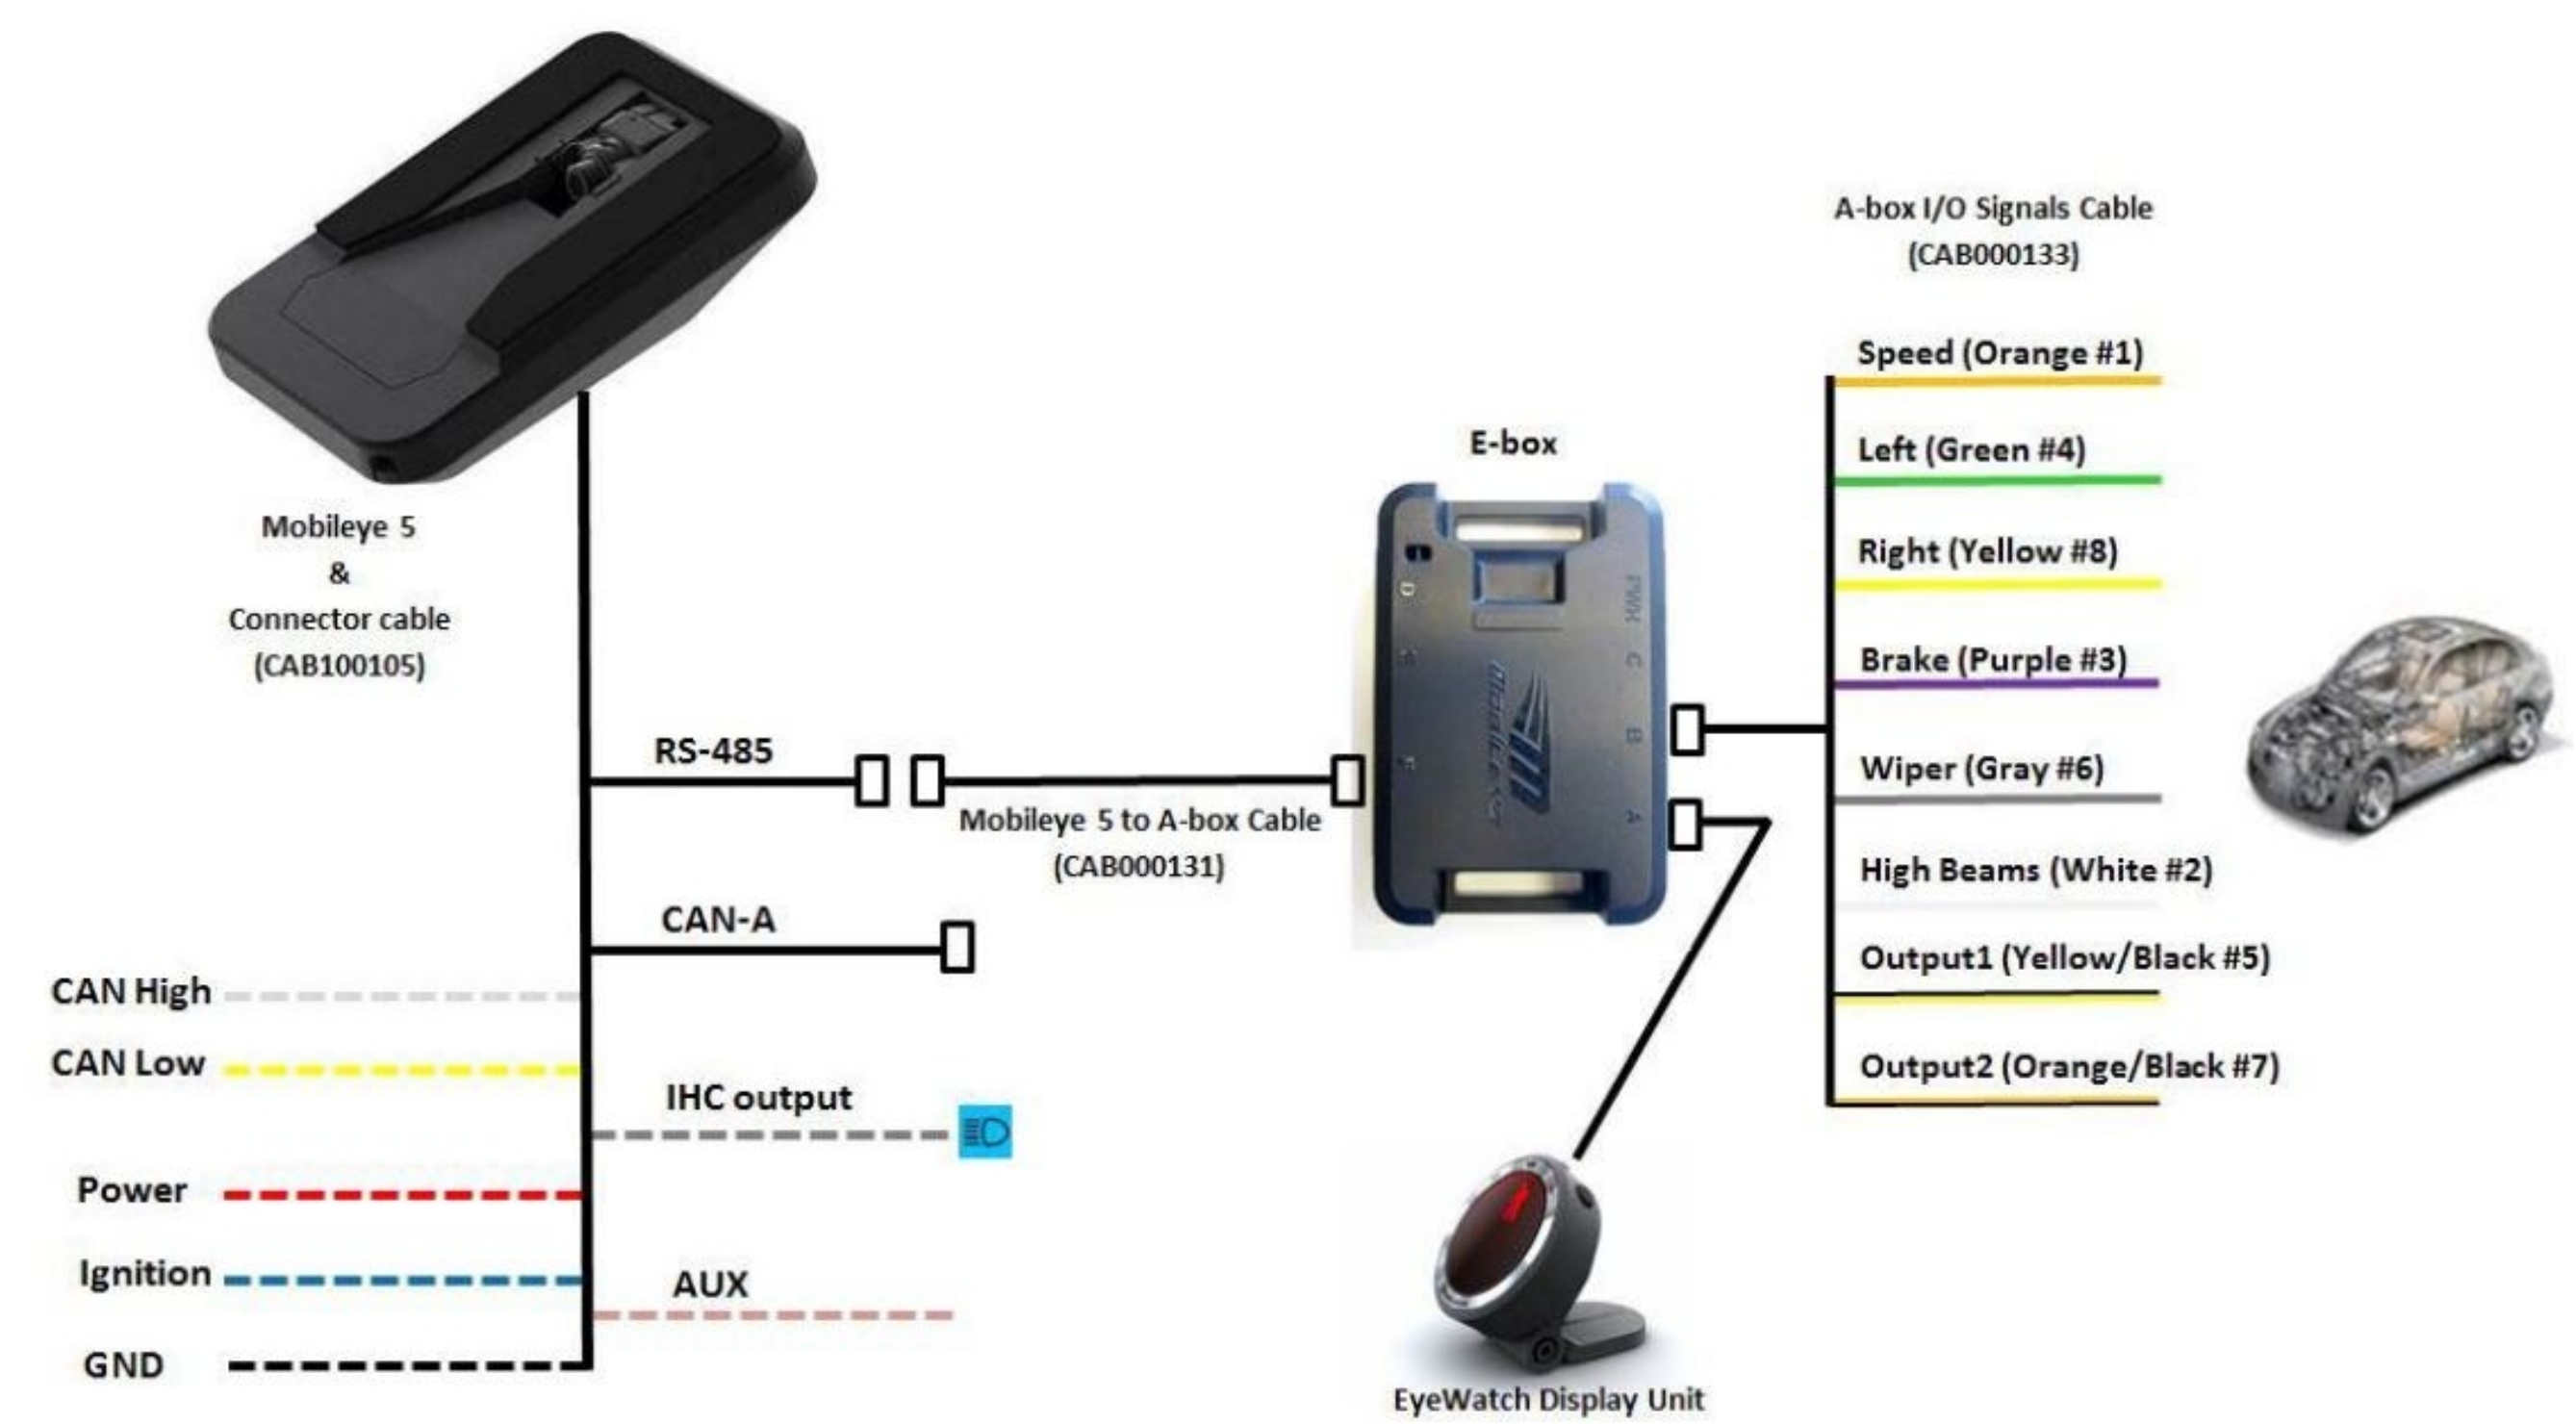 Mobileye 5
&
Connector cable
(CAB100105)
RS-485
Mobileye 5 to A-box Cable
(CAB000131)
CAN-A
CAN High
CAN Low
IHC output
Power
Ignition
AUX
GND
E-box
D
PWR
C
B
A
EyeWatch Display Unit
A-box I/O Signals Cable
(CAB000133)
Speed (Orange #1)
Left (Green #4)
Right (Yellow #8)
Brake (Purple #3)
Wiper (Gray #6)
High Beams (White #2)
Output1 (Yellow/Black #5)
Output2 (Orange/Black #7)